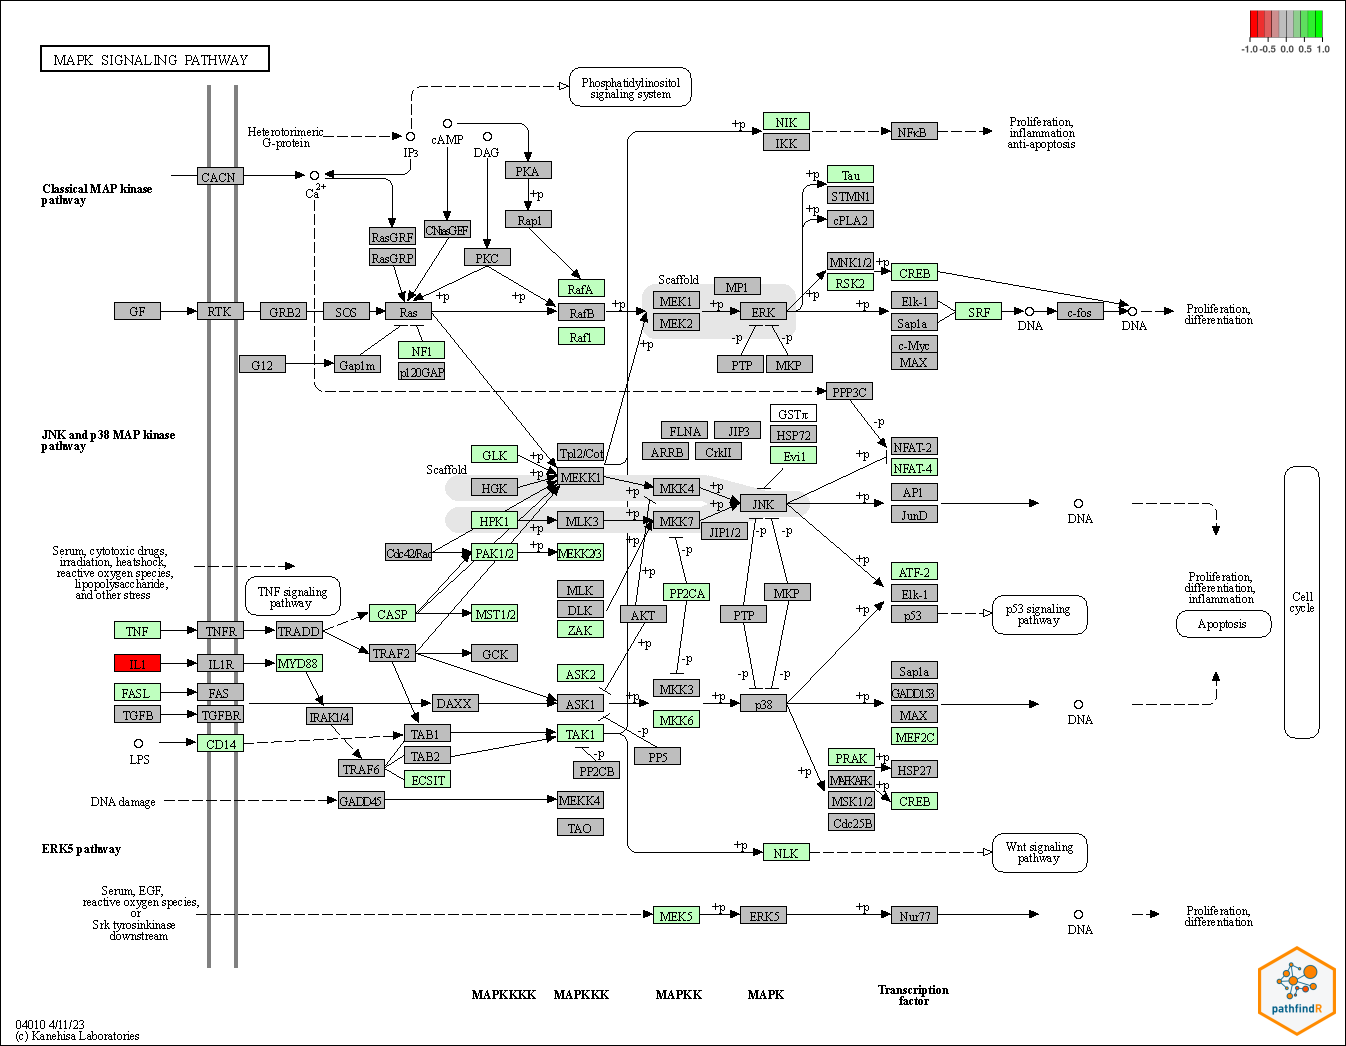 MAPK SIGNALING PATHWAY
-1.0 -0.5 0.0 0.5 1.0
Phosphatidylinositol
signaling system
Heterotorimeric
G-protein
IP3
cAMP
DAG
NIK
IKK
NFκB
Proliferation,
inflammation
anti-apoptosis
+p
Classical MAP kinase
pathway
CACN
Ca2+
PKA
+p
Rap1
RasGRF
RasGRP
CNrasGEF
PKC
Tau
STMN1
cPLA2
+p
+p
MNK1/2
RSK2
+p
CREB
RafA
RafB
Raf1
Scaffold
MEK1
MEK2
MP1
ERK
GF
RTK
GRB2
SOS
Ras
+p
+p
+p
+p
+p
+p
Elk-1
Sap1a
c-Myc
MAX
SRF
DNA
c-fos
DNA
Proliferation,
differentiation
G12
Gap1m
NF1
p120GAP
+p
-p
-p
PTP
MKP
PPP3C
-p
JNK and p38 MAP kinase
pathway
Scaffold
GLK
HGK
HPK1
PAK1/2
Cdc42/Rac
+p
+p
+p
+p
Tpl2/Cot
MEKK1
MLK3
MEKK2/3
MLK
DLK
ZAK
FLNA
JIP3
ARRB
CrkII
GSTπ
HSP72
Evi1
MKK4
MKK7
JIP1/2
JNK
+p
+p
+p
+p
+p
+p
-p
-p
-p
NFAT-2
NFAT-4
AP1
JunD
+p
+p
+p
DNA
Serum, cytotoxic drugs,
irradiation, heatshock,
reactive oxygen species,
lipopolysaccharide,
and other stress
TNF signaling
pathway
CASP
MST1/2
AKT
PP2CA
PTP
MKP
ATF-2
Elk-1
p53
+p
p53 signaling
pathway
Proliferation,
differentiation,
inflammation
Apoptosis
Cell
cycle
TNF
TNFR
TRADD
IL1
IL1R
MYD88
TRAF2
GCK
ASK2
+p
-p
-p
-p
FASL
FAS
DAXX
ASK1
+p
MKK3
MKK6
+p
p38
+p
Sap1a
GADD153
MAX
MEF2C
DNA
TGFB
TGFBR
IRAK1/4
LPS
CD14
TAB1
TAB2
TRAF6
ECSIT
TAK1
-p
-p
PP2CB
PP5
PRAK
MAPKAPK
MSK1/2
Cdc25B
+p
+p
+p
HSP27
CREB
DNA damage
GADD45
MEKK4
TAO
ERK5 pathway
+p
NLK
Wnt signaling
pathway
Serum, EGF,
reactive oxygen species,
or
Srk tyrosinkinase
downstream
MEK5
+p
ERK5
+p
Nur77
DNA
Proliferation,
differentiation
MAPKKKK
MAPKKK
MAPKK
MAPK
Transcription
factor
pathfindR
04010 4/11/23
(c) Kanehisa Laboratories